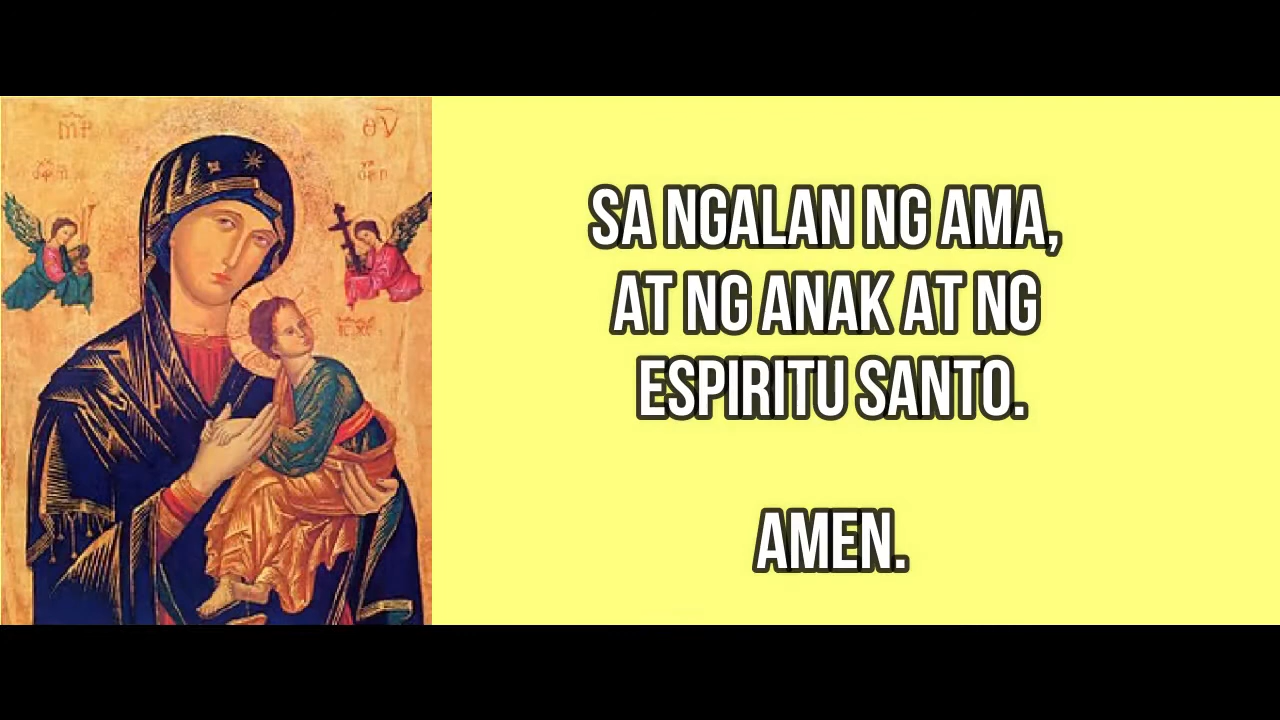 SA NGALAN NG AMA,
AT NG ANAK AT NG
ESPIRITU SANTO.
AMEN.